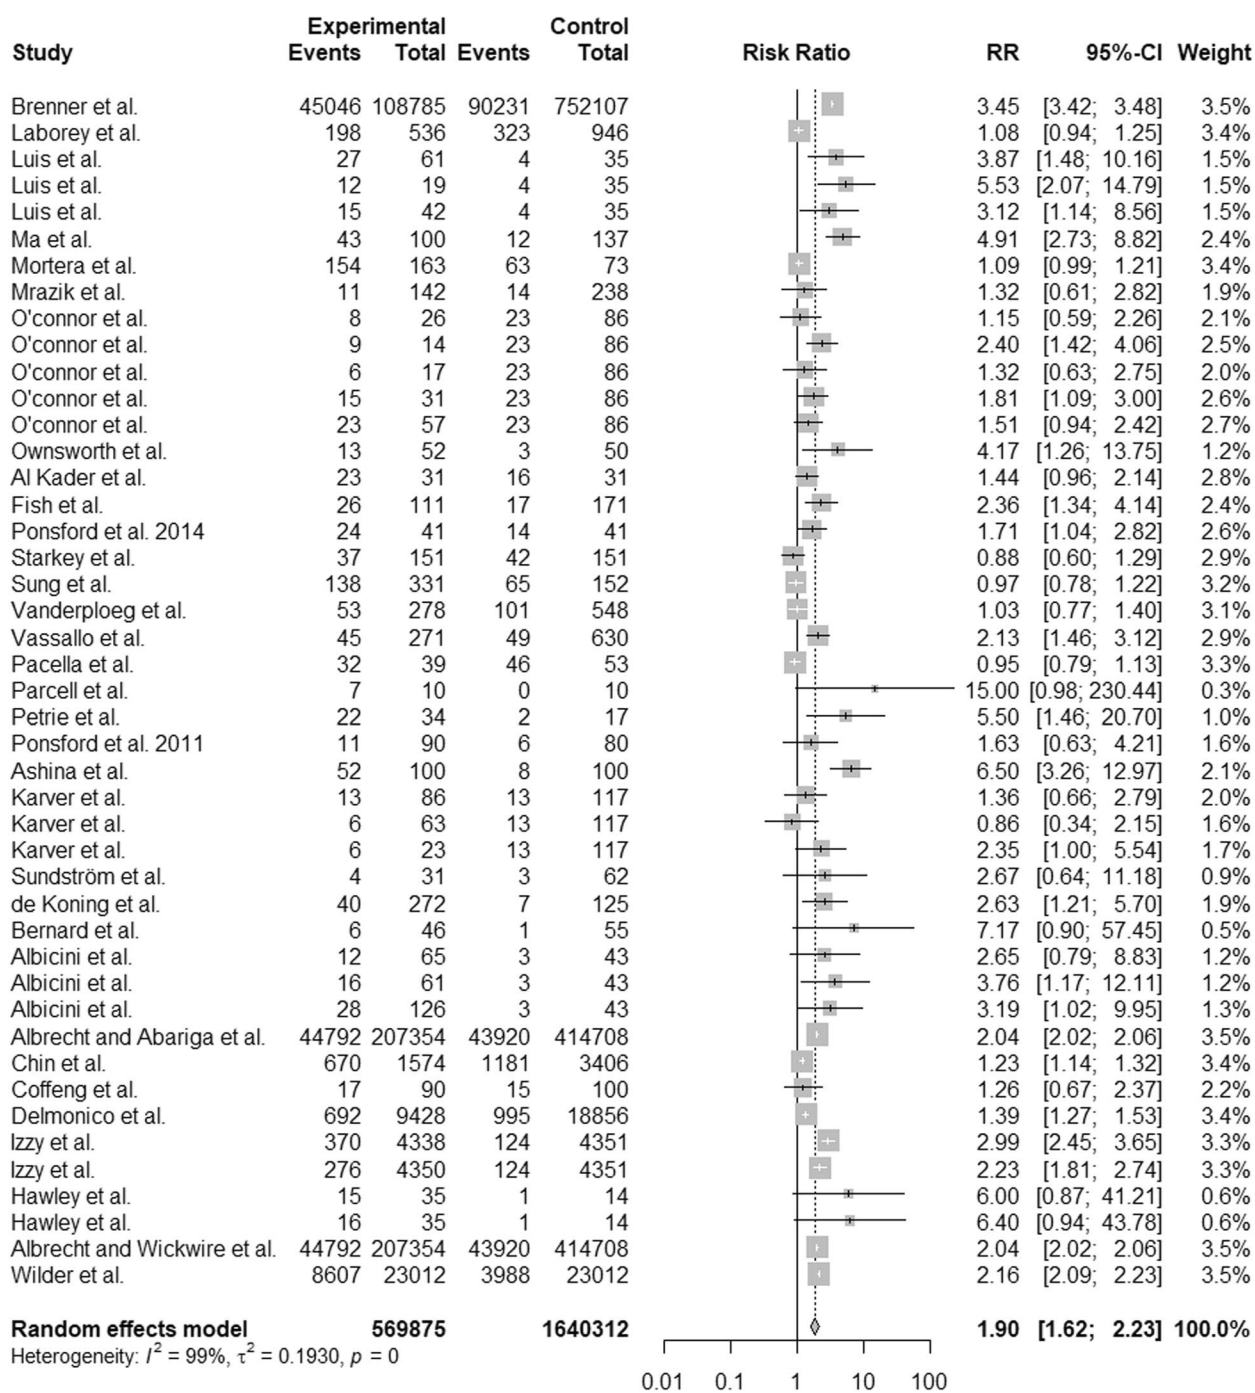 Experimental Control
Study Events Total Events Total Risk Ratio RR 95%-CI Weight
Brenner et al. 45046 108785 90231 752107 3.45 [3.42; 3.48] 3.5%
Laborey et al. 198 536 323 946 1.08 [0.94; 1.25] 3.4%
Luis et al. 27 61 4 35 3.87 [1.48; 10.16] 1.5%
Luis et al. 12 19 4 35 5.53 [2.07; 14.79] 1.5%
Luis et al. 15 42 4 35 3.12 [1.14; 8.56] 1.5%
Ma et al. 43 100 12 137 4.91 [2.73; 8.82] 2.4%
Mortera et al. 154 163 63 73 1.09 [0.99; 1.21] 3.4%
Mrazik et al. 11 142 14 238 1.32 [0.61; 2.82] 1.9%
O'connor et al. 8 26 23 86 1.15 [0.59; 2.26] 2.1%
O'connor et al. 9 14 23 86 2.40 [1.42; 4.06] 2.5%
O'connor et al. 6 17 23 86 1.32 [0.63; 2.75] 2.0%
O'connor et al. 15 31 23 86 1.81 [1.09; 3.00] 2.6%
O'connor et al. 23 57 23 86 1.51 [0.94; 2.42] 2.7%
Ownsworth et al. 13 52 3 50 4.17 [1.26; 13.75] 1.2%
Al Kader et al. 23 31 16 31 1.44 [0.96; 2.14] 2.8%
Fish et al. 26 111 17 171 2.36 [1.34; 4.14] 2.4%
Ponsford et al. 2014 24 41 14 41 1.71 [1.04; 2.82] 2.6%
Starkey et al. 37 151 42 151 0.88 [0.60; 1.29] 2.9%
Sung et al. 138 331 65 152 0.97 [0.78; 1.22] 3.2%
Vanderploeg et al. 53 278 101 548 1.03 [0.77; 1.40] 3.1%
Vassallo et al. 45 271 49 630 2.13 [1.46; 3.12] 2.9%
Pacella et al. 32 39 46 53 0.95 [0.79; 1.13] 3.3%
Parcell et al. 7 10 0 10 15.00 [0.98; 230.44] 0.3%
Petrie et al. 22 34 2 17 5.50 [1.46; 20.70] 1.0%
Ponsford et al. 2011 11 90 6 80 1.63 [0.63; 4.21] 1.6%
Ashina et al. 52 100 8 100 6.50 [3.26; 12.97] 2.1%
Karver et al. 13 86 13 117 1.36 [0.66; 2.79] 2.0%
Karver et al. 6 63 13 117 0.86 [0.34; 2.15] 1.6%
Karver et al. 6 23 13 117 2.35 [1.00; 5.54] 1.7%
Sundström et al. 4 31 3 62 2.67 [0.64; 11.18] 0.9%
de Koning et al. 40 272 7 125 2.63 [1.21; 5.70] 1.9%
Bernard et al. 6 46 1 55 7.17 [0.90; 57.45] 0.5%
Albicini et al. 12 65 3 43 2.65 [0.79; 8.83] 1.2%
Albicini et al. 16 61 3 43 3.76 [1.17; 12.11] 1.2%
Albicini et al. 28 126 3 43 3.19 [1.02; 9.95] 1.3%
Albrecht and Abariga et al. 44792 207354 43920 414708 2.04 [2.02; 2.06] 3.5%
Chin et al. 670 1574 1181 3406 1.23 [1.14; 1.32] 3.4%
Coffeng et al. 17 90 15 100 1.26 [0.67; 2.37] 2.2%
Delmonico et al. 692 9428 995 18856 1.39 [1.27; 1.53] 3.4%
Izzy et al. 370 4338 124 4351 2.99 [2.45; 3.65] 3.3%
Izzy et al. 276 4350 124 4351 2.23 [1.81; 2.74] 3.3%
Hawley et al. 15 35 1 14 6.00 [0.87; 41.21] 0.6%
Hawley et al. 16 35 1 14 6.40 [0.94; 43.78] 0.6%
Albrecht and Wickwire et al. 44792 207354 43920 414708 2.04 [2.02; 2.06] 3.5%
Wilder et al. 8607 23012 3988 23012 2.16 [2.09; 2.23] 3.5%
Random effects model 569875 1640312 1.90 [1.62; 2.23] 100.0%
Heterogeneity: I² = 99%, τ² = 0.1930, p = 0
0.01 0.1 1 10 100